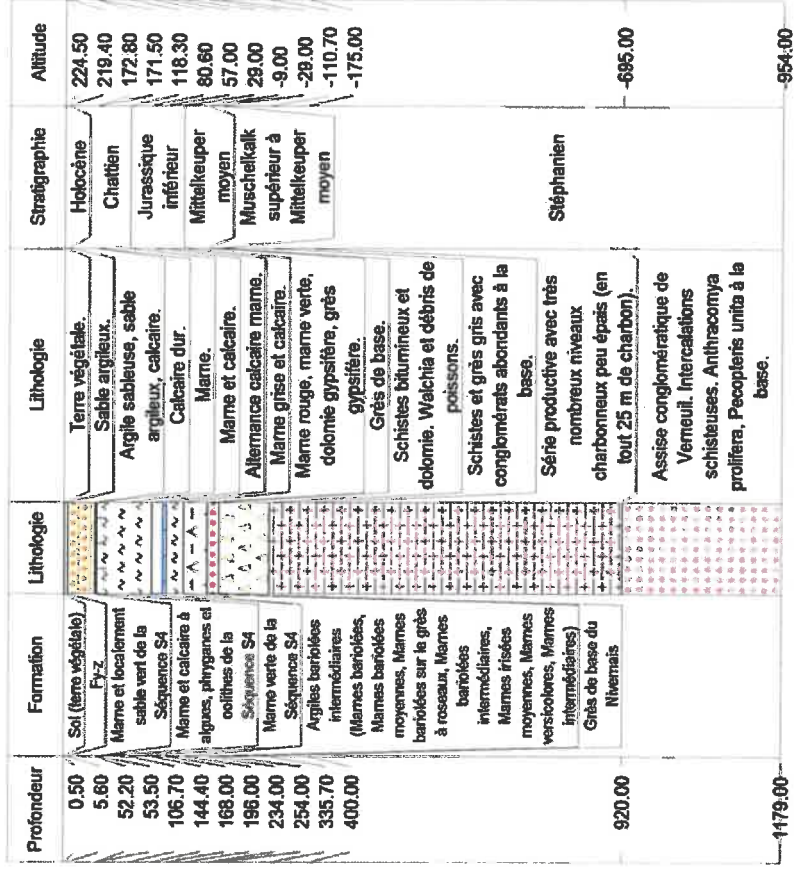 Profondeur
0.50
5.60
52.20
53.50
106.70
144.40
168.00
196.00
234.00
254.00
335.70
400.00
920.00
1179.00
Formation
Sol (terre végétale)
Fy-z
Marne et localement
sable vert de la
Séquence S4
Marne et calcaire à
algues, phryganes et
oolithes de la
Séquence S4
Marne verte de la
Séquence S4
Argiles bariolées
intermédiaires
(Marnes bariolées,
Marnes bariolées
moyennes, Marnes
bariolées sur le grès
à roseaux, Marnes
bariolées
intermédiaires,
Marnes irisées
moyennes, Marnes
versicolores, Marnes
intermédiaires)
Grès de base du
Nivernais
Lithologie
Lithologie
Terre végétale.
Sable argileux.
Argile sableuse, sable
argileux, calcaire.
Calcaire dur.
Marne.
Marne et calcaire.
Alternance calcaire marne.
Marne grise et calcaire.
Marne rouge, marne verte,
dolomie gypsifère, grès
gypsifère.
Grès de base.
Schistes bitumineux et
dolomie. Walchia et débris de
poissons.
Schistes et grès gris avec
conglomérats abordants à la
base.
Série productive avec très
nombreux niveaux
charbonneux peu épais (en
tout 25 m de charbon).
Assise conglomératique de
Verneuil. Intercalations
schisteuses. Anthracomya
prolifera, Pecopteris unita à la
base.
Stratigraphie
Holocène
Chattien
Jurassique
inférieur
Mittelkeuper
moyen
Muschelkalk
supérieur à
Mittelkeuper
moyen
Stéphanien
Altitude
224.50
219.40
172.80
171.50
118.30
80.60
57.00
29.00
-9.00
-29.00
-110.70
-175.00
-695.00
-954.00